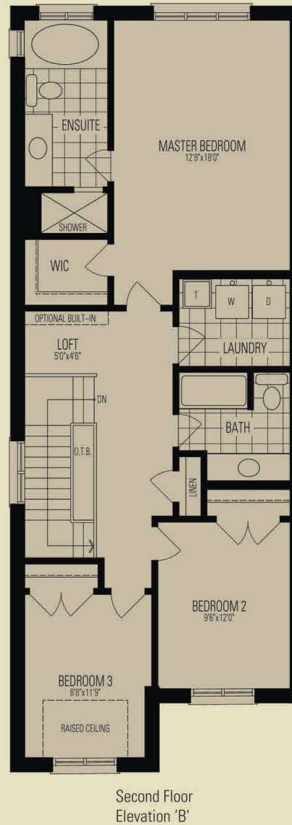 ENSUITE
MASTER BEDROOM
12'8"x18'0"
SHOWER
WIC
T
W
D
OPTIONAL BUILT-IN
LAUNDRY
LOFT
5'0"x4'6"
DN
O.T.B.
BATH
LINEN
BEDROOM 2
9'6"x12'0"
BEDROOM 3
8'8"x11'9"
RAISED CEILING
Second Floor
Elevation 'B'